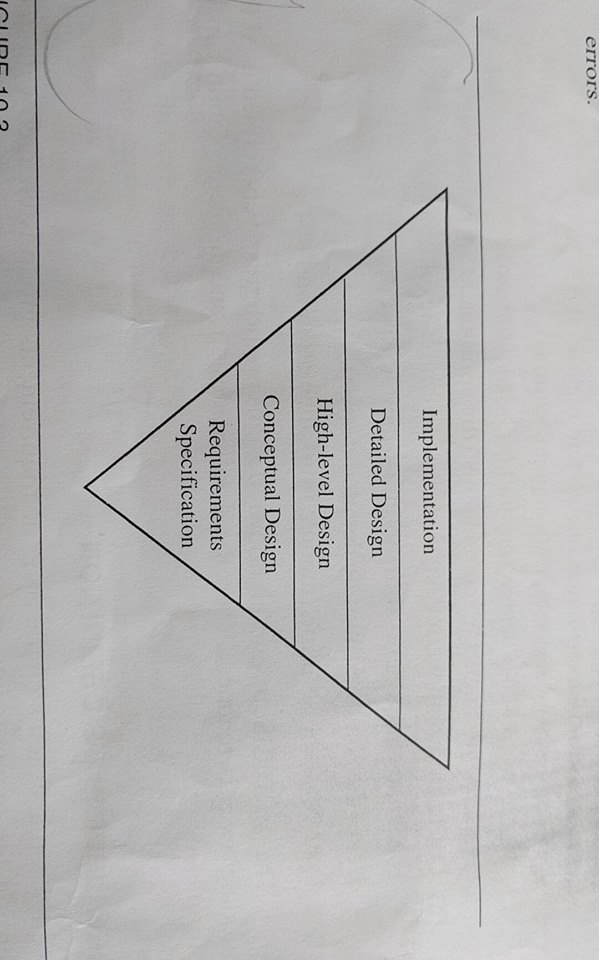 errors.
Implementation
Detailed Design
High-level Design
Conceptual Design
Requirements
Specification